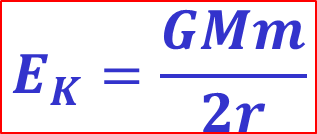 E_K = GMm / 2r